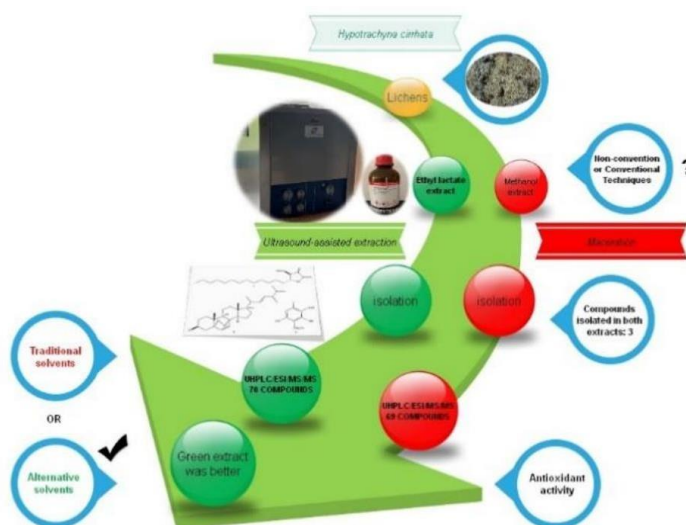 Hypotrachyna cirrhata
Lichens
Ethyl lactate
extract
Methanol
extract
Non-convention
or Conventional
Techniques
?
Ultrasound-assisted extraction
Maceration
isolation
isolation
Compounds
isolated in both
extracts: 3
Traditional
solvents
OR
Alternative
solvents
UHPLC/ESI/MS/MS
70 COMPOUNDS
UHPLC/ESI/MS/MS
69 COMPOUNDS
Green extract
was better
Antioxidant
activity